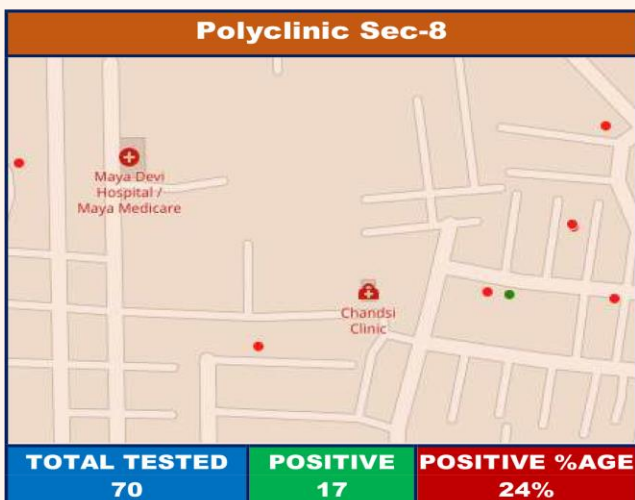 Polyclinic Sec-8
Maya Devi
Hospital /
Maya Medicare
Chandsi
Clinic
TOTAL TESTED
70
POSITIVE
17
POSITIVE %AGE
24%